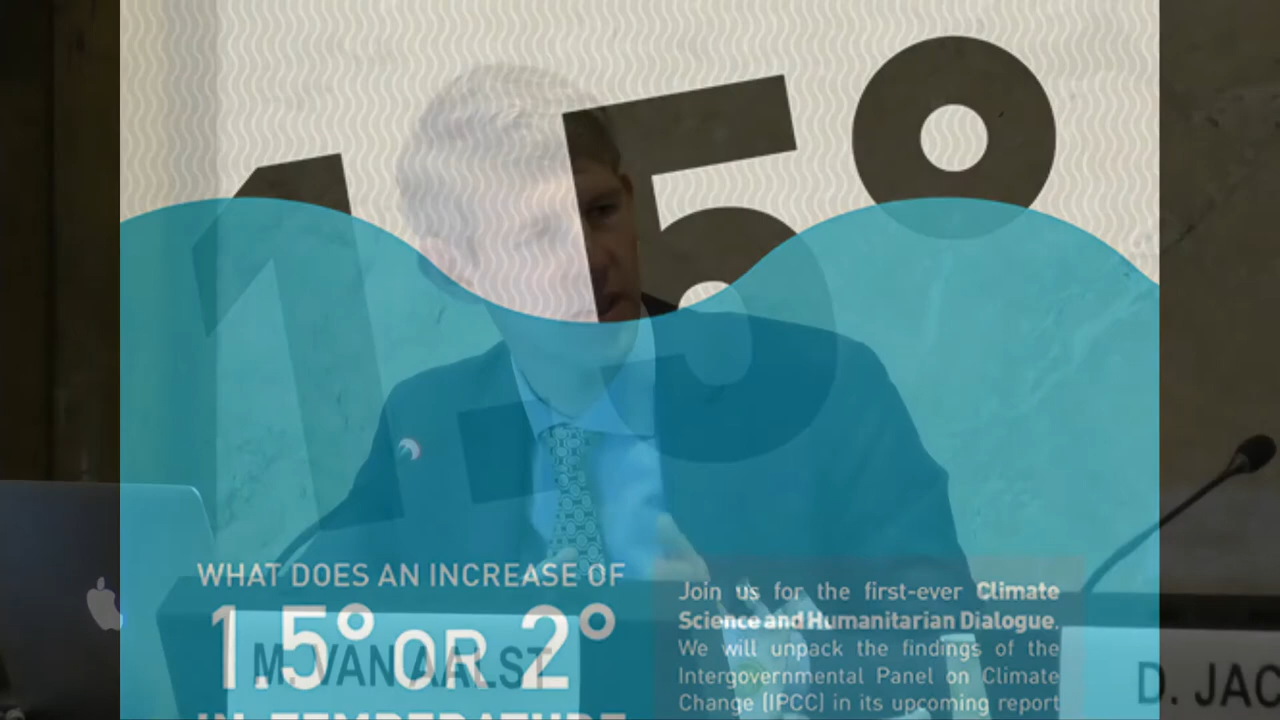 1.5°
WHAT DOES AN INCREASE OF
1.5° OR 2°
IN TEMPERATURE
Join us for the first-ever Climate
Science and Humanitarian Dialogue.
We will unpack the findings of the
Intergovernmental Panel on Climate
Change (IPCC) in its upcoming report
M. VAN AALST
D. JAC